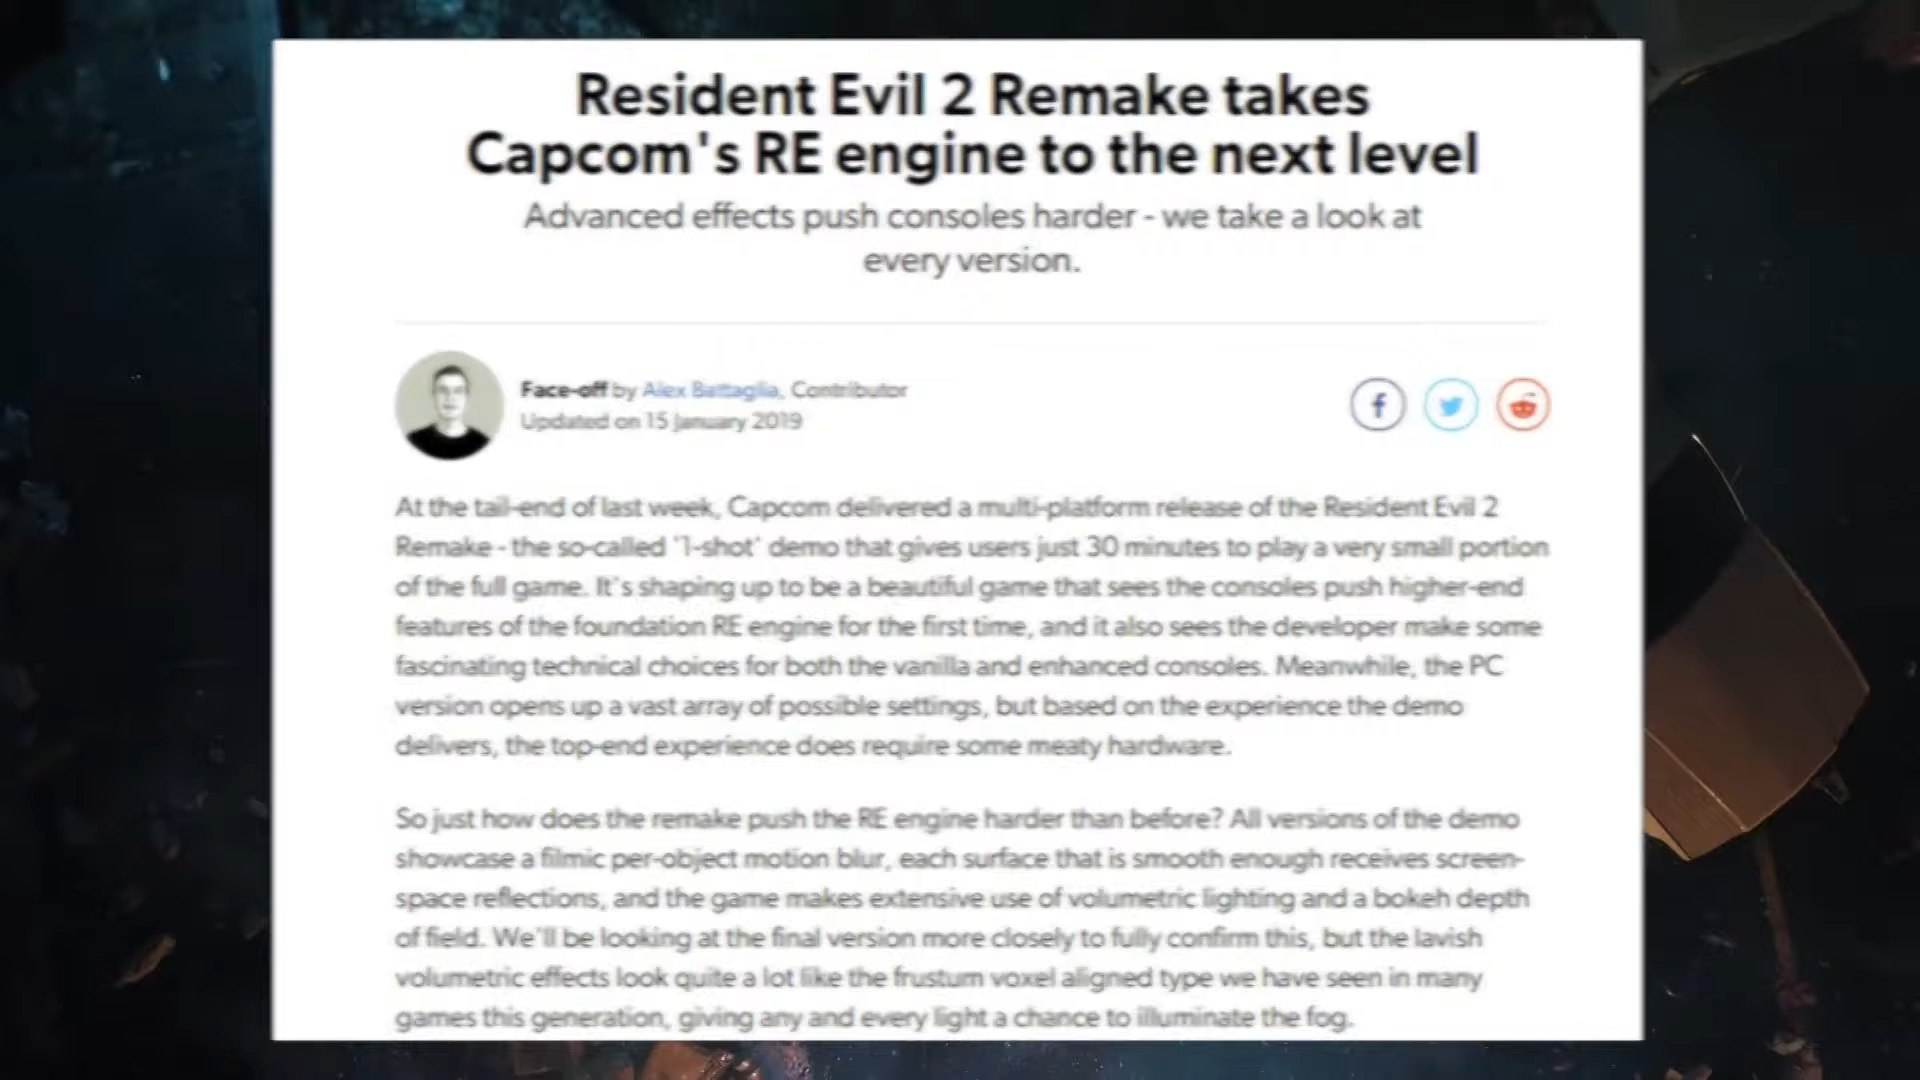 Resident Evil 2 Remake takes
Capcom's RE engine to the next level
Advanced effects push consoles harder - we take a look at
every version.
Face-off by Alex Battaglia, Contributor
Updated on 15 January 2019
At the tail-end of last week, Capcom delivered a multi-platform release of the Resident Evil 2
Remake - the so-called '1-shot' demo that gives users just 30 minutes to play a very small portion
of the full game. It's shaping up to be a beautiful game that sees the consoles push higher-end
features of the foundation RE engine for the first time, and it also sees the developer make some
fascinating technical choices for both the vanilla and enhanced consoles. Meanwhile, the PC
version opens up a vast array of possible settings, but based on the experience the demo
delivers, the top-end experience does require some meaty hardware.
So just how does the remake push the RE engine harder than before? All versions of the demo
showcase a filmic per-object motion blur, each surface that is smooth enough receives screen-
space reflections, and the game makes extensive use of volumetric lighting and a bokeh depth
of field. We'll be looking at the final version more closely to fully confirm this, but the lavish
volumetric effects look quite a lot like the frustum voxel aligned type we have seen in many
games this generation, giving any and every light a chance to illuminate the fog.